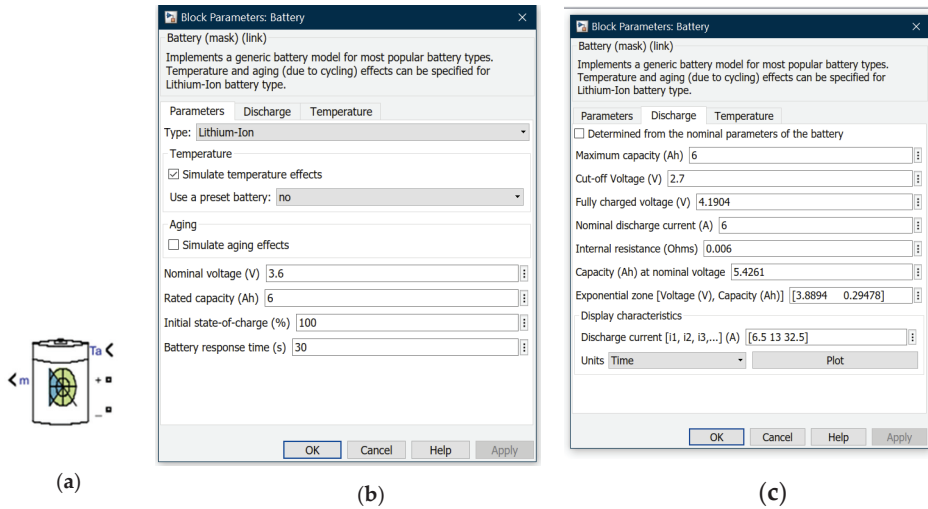 Ta
m
+
_
(a)
Block Parameters: Battery
Battery (mask) (link)
Implements a generic battery model for most popular battery types.
Temperature and aging (due to cycling) effects can be specified for
Lithium-Ion battery type.
Parameters Discharge Temperature
Type: Lithium-Ion
Temperature
Simulate temperature effects
Use a preset battery: no
Aging
Simulate aging effects
Nominal voltage (V) 3.6
Rated capacity (Ah) 6
Initial state-of-charge (%) 100
Battery response time (s) 30
OK Cancel Help Apply
(b)
Block Parameters: Battery
Battery (mask) (link)
Implements a generic battery model for most popular battery types.
Temperature and aging (due to cycling) effects can be specified for
Lithium-Ion battery type.
Parameters Discharge Temperature
Determined from the nominal parameters of the battery
Maximum capacity (Ah) 6
Cut-off Voltage (V) 2.7
Fully charged voltage (V) 4.1904
Nominal discharge current (A) 6
Internal resistance (Ohms) 0.006
Capacity (Ah) at nominal voltage 5.4261
Exponential zone [Voltage (V), Capacity (Ah)] [3.8894 0.29478]
Display characteristics
Discharge current [i1, i2, i3,...] (A) [6.5 13 32.5]
Units Time Plot
OK Cancel Help Apply
(c)